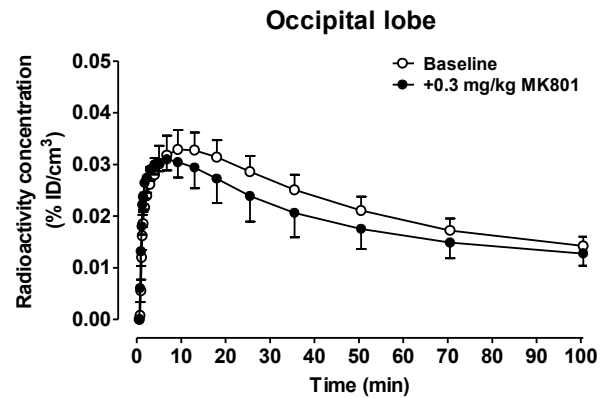 Occipital lobe
Radioactivity concentration
(% ID/cm³)
0.05
0.04
0.03
0.02
0.01
0.00
Baseline
+0.3 mg/kg MK801
0 10 20 30 40 50 60 70 80 90 100
Time (min)